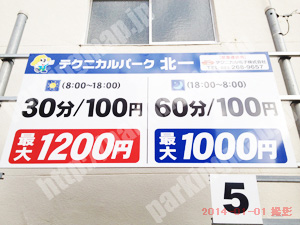 テクニカルパーク 北一
(8:00~18:00)
30分/100円
最大1200円
(18:00~8:00)
60分/100円
最大1000円
5
2014-01-01 撮影